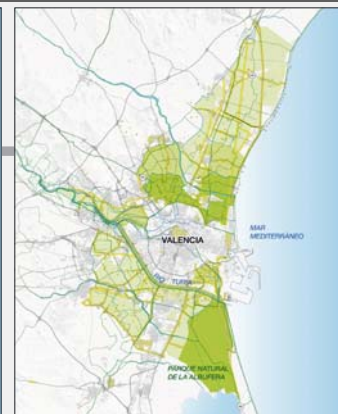 VALENCIA
MAR
MEDITERRÁNEO
RÍO TURIA
PARQUE NATURAL
DE LA ALBUFERA